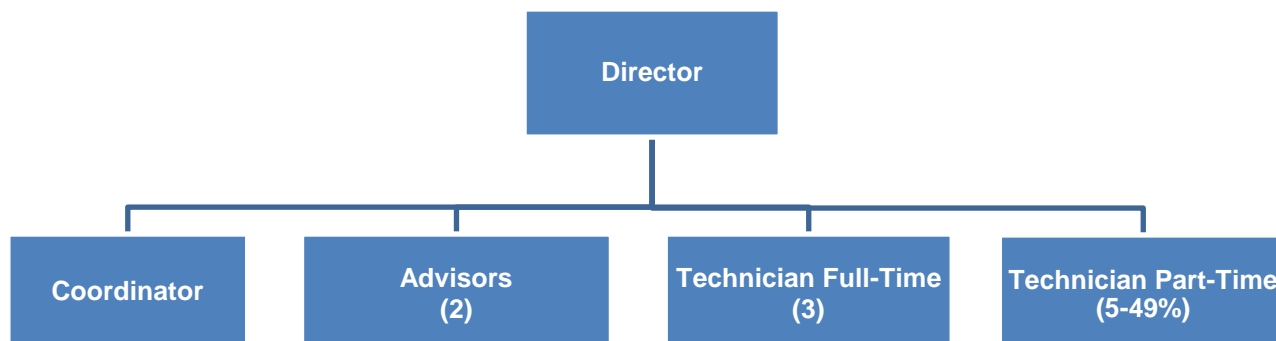 Director
Coordinator
Advisors
(2)
Technician Full-Time
(3)
Technician Part-Time
(5-49%)